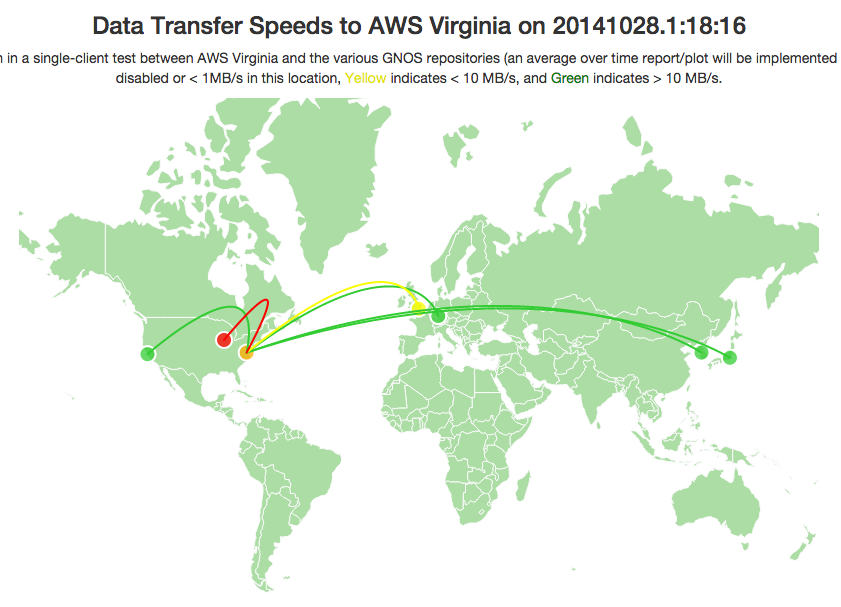 Data Transfer Speeds to AWS Virginia on 20141028.1:18:16
in a single-client test between AWS Virginia and the various GNOS repositories (an average over time report/plot will be implemented
disabled or < 1MB/s in this location, Yellow indicates < 10 MB/s, and Green indicates > 10 MB/s.